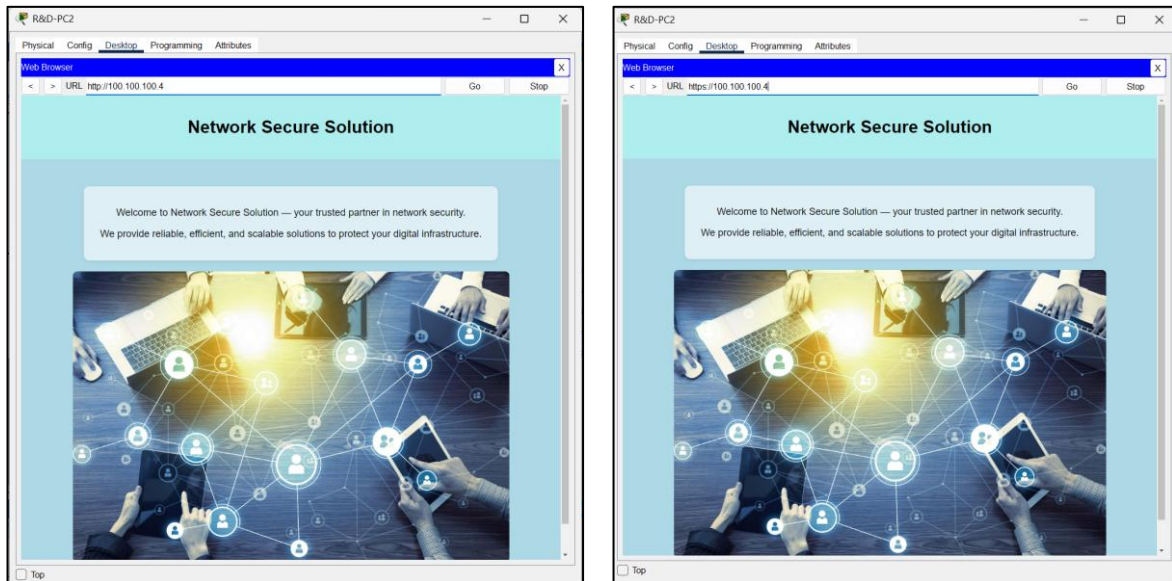 R&D-PC2
Physical Config Desktop Programming Attributes
Web Browser X
< > URL http://100.100.100.4 Go Stop
Network Secure Solution
Welcome to Network Secure Solution — your trusted partner in network security.
We provide reliable, efficient, and scalable solutions to protect your digital infrastructure.
Top
R&D-PC2
Physical Config Desktop Programming Attributes
Web Browser X
< > URL https://100.100.100.4 Go Stop
Network Secure Solution
Welcome to Network Secure Solution — your trusted partner in network security.
We provide reliable, efficient, and scalable solutions to protect your digital infrastructure.
Top